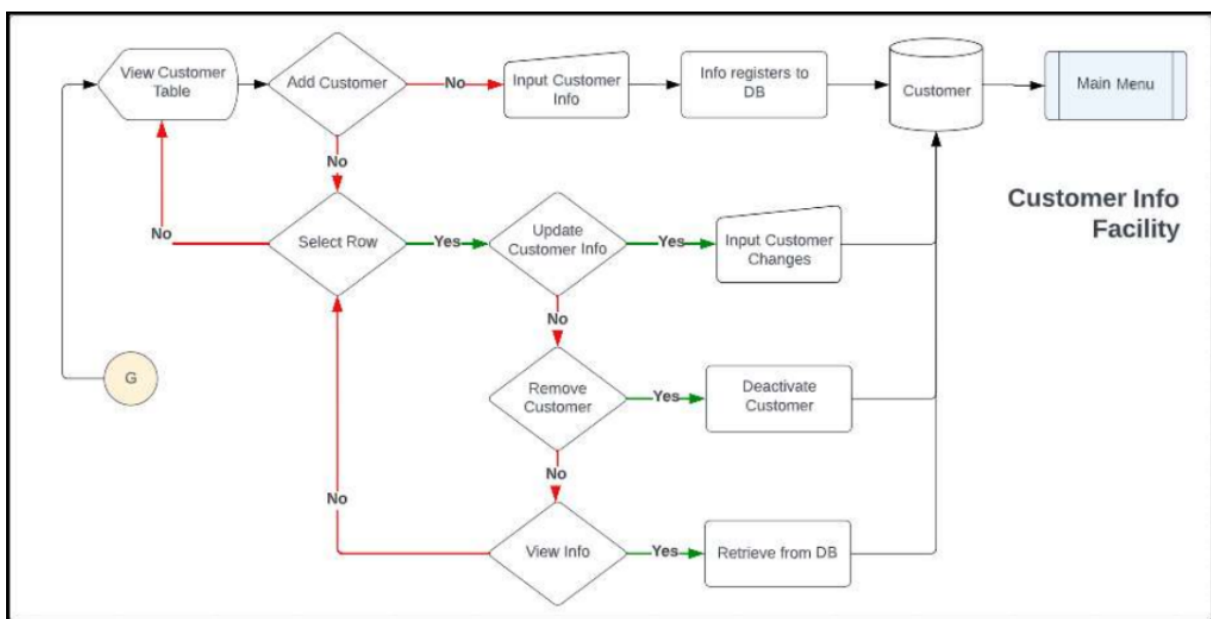 View Customer
Table
Add Customer
No
Input Customer
Info
Info registers to
DB
Customer
Main Menu
No
Customer Info
Facility
No
Select Row
Yes
Update
Customer Info
Yes
Input Customer
Changes
No
G
Remove
Customer
Yes
Deactivate
Customer
No
No
View Info
Yes
Retrieve from DB